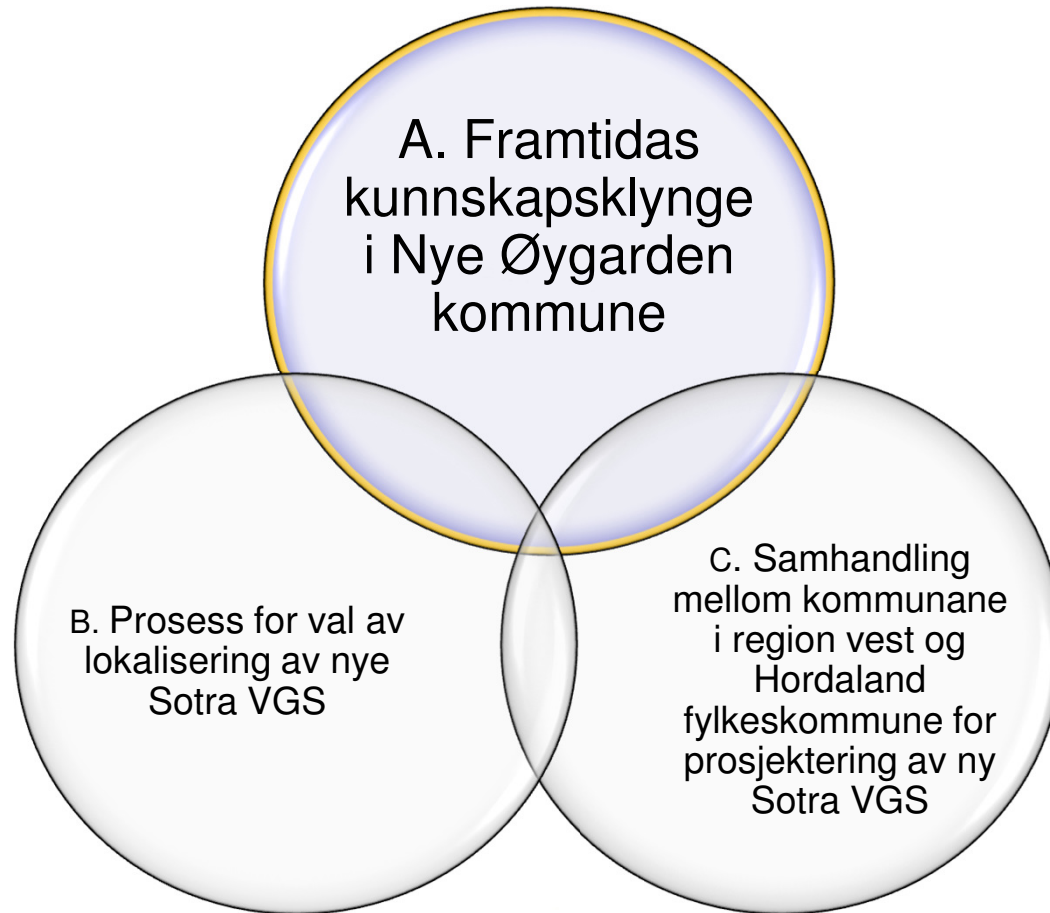 A. Framtidas
kunnskapsklynge
i Nye Øygarden
kommune
B. Prosess for val av
lokalisering av nye
Sotra VGS
C. Samhandling
mellom kommunane
i region vest og
Hordaland
fylkeskommune for
prosjektering av ny
Sotra VGS